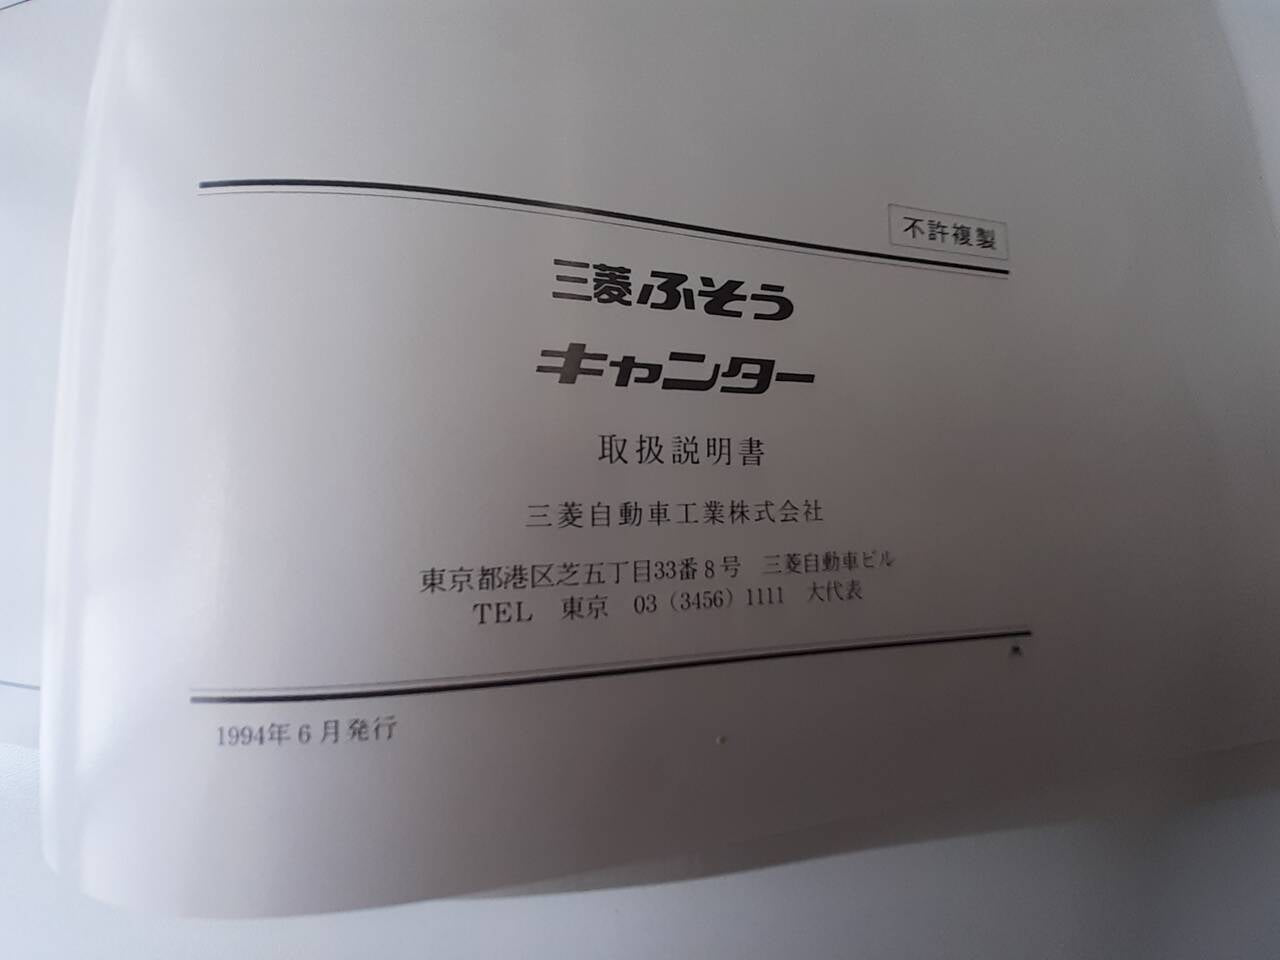 不許複製
三菱ふそう
キャンター
取扱説明書
三菱自動車工業株式会社
東京都港区芝五丁目33番8号　三菱自動車ビル
TEL　東京　03（3456）1111　大代表
1994年6月発行